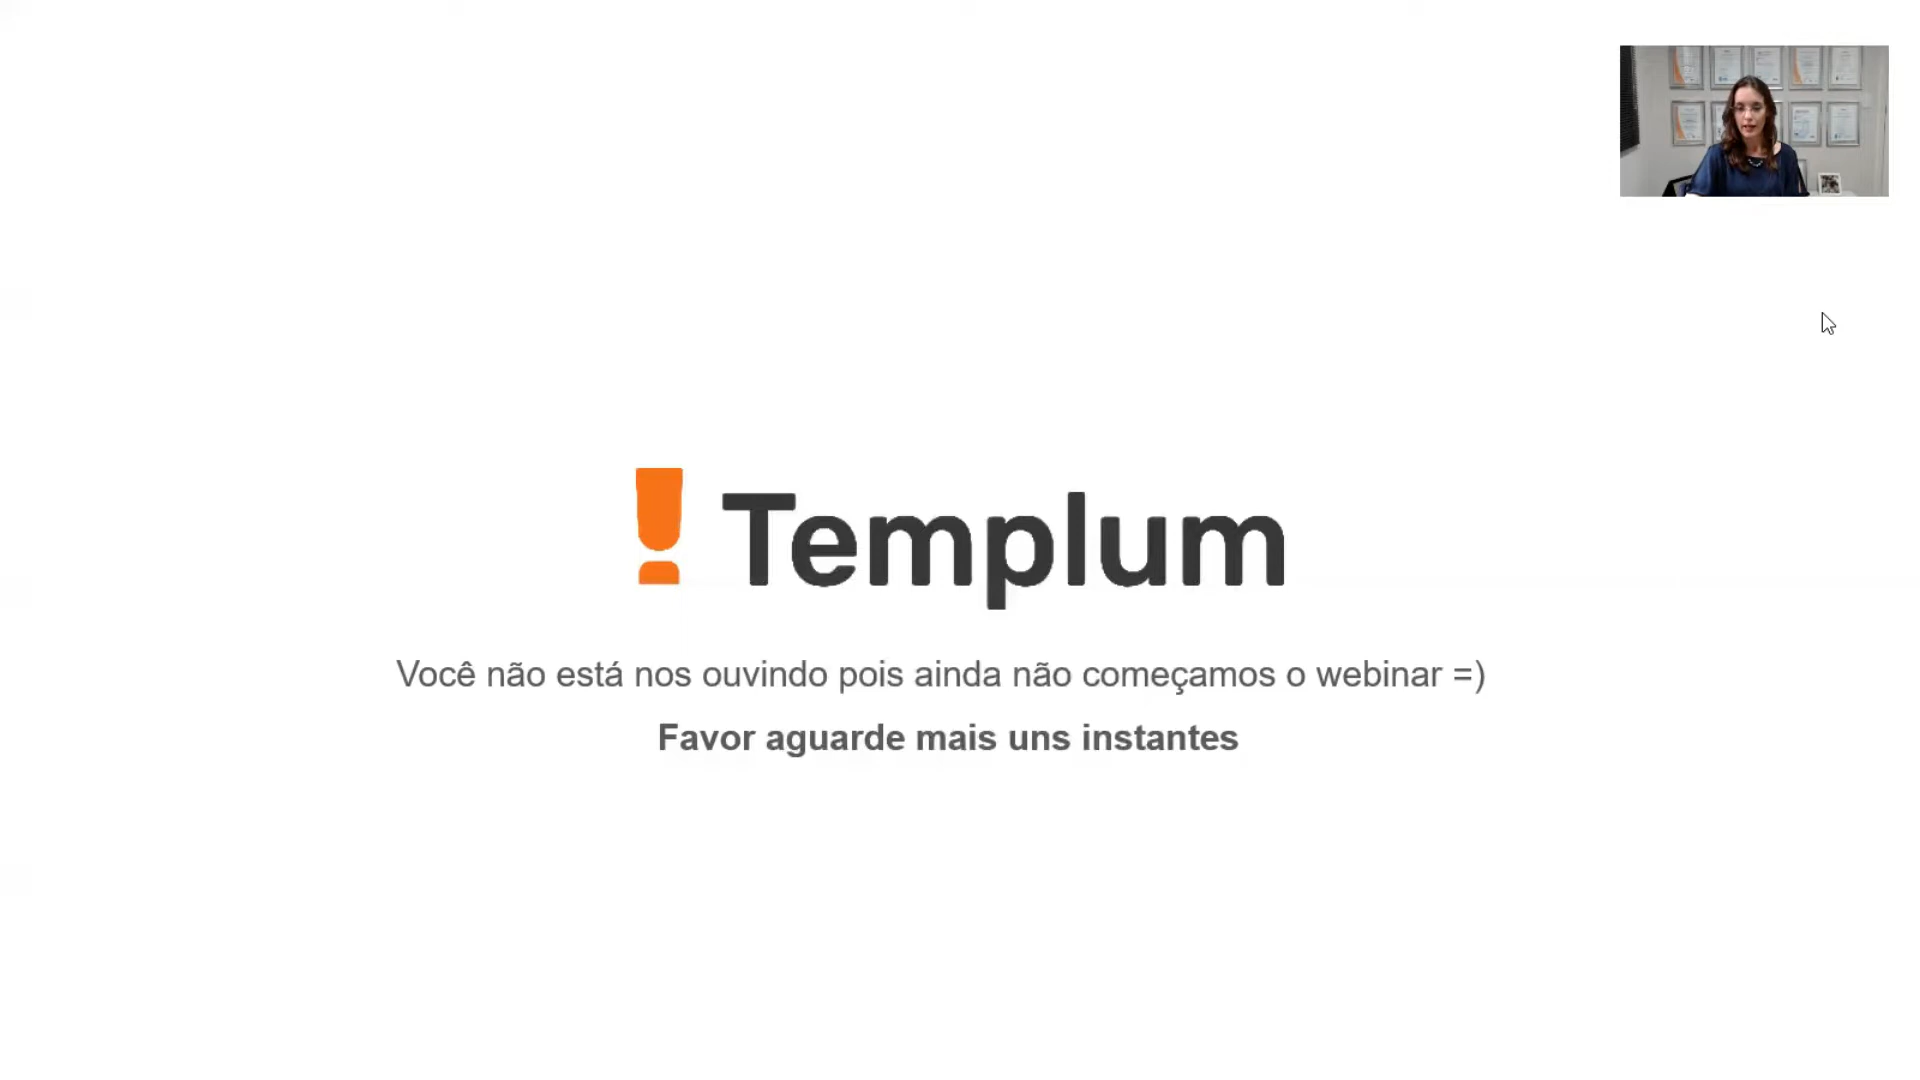 Templum
Você não está nos ouvindo pois ainda não começamos o webinar =)
Favor aguarde mais uns instantes